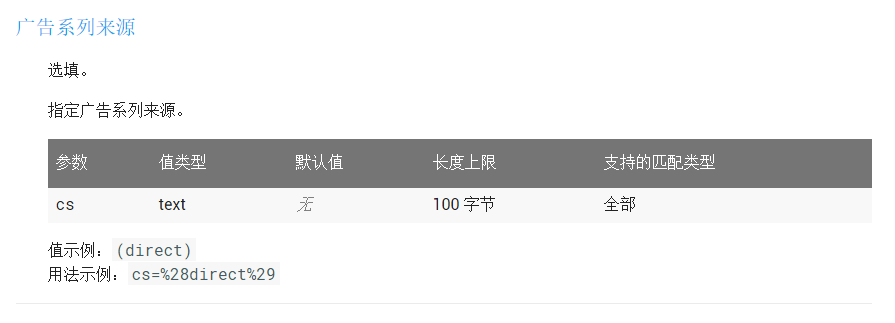 广告系列来源
选填。
指定广告系列来源。
参数 值类型 默认值 长度上限 支持的匹配类型
cs text 无 100 字节 全部
值示例：(direct)
用法示例：cs=%28direct%29